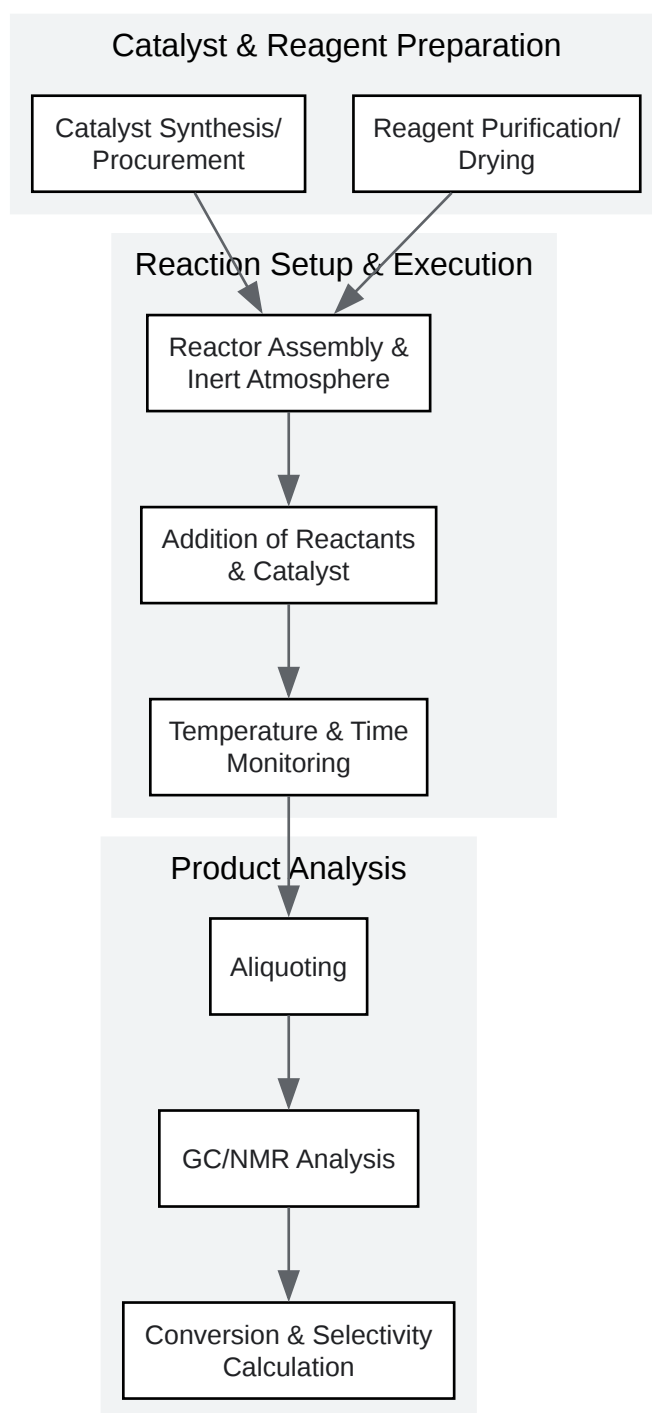 Catalyst & Reagent Preparation
Catalyst Synthesis/
Procurement
Reagent Purification/
Drying
Reaction Setup & Execution
Reactor Assembly &
Inert Atmosphere
Addition of Reactants
& Catalyst
Temperature & Time
Monitoring
Product Analysis
Aliquoting
GC/NMR Analysis
Conversion & Selectivity
Calculation